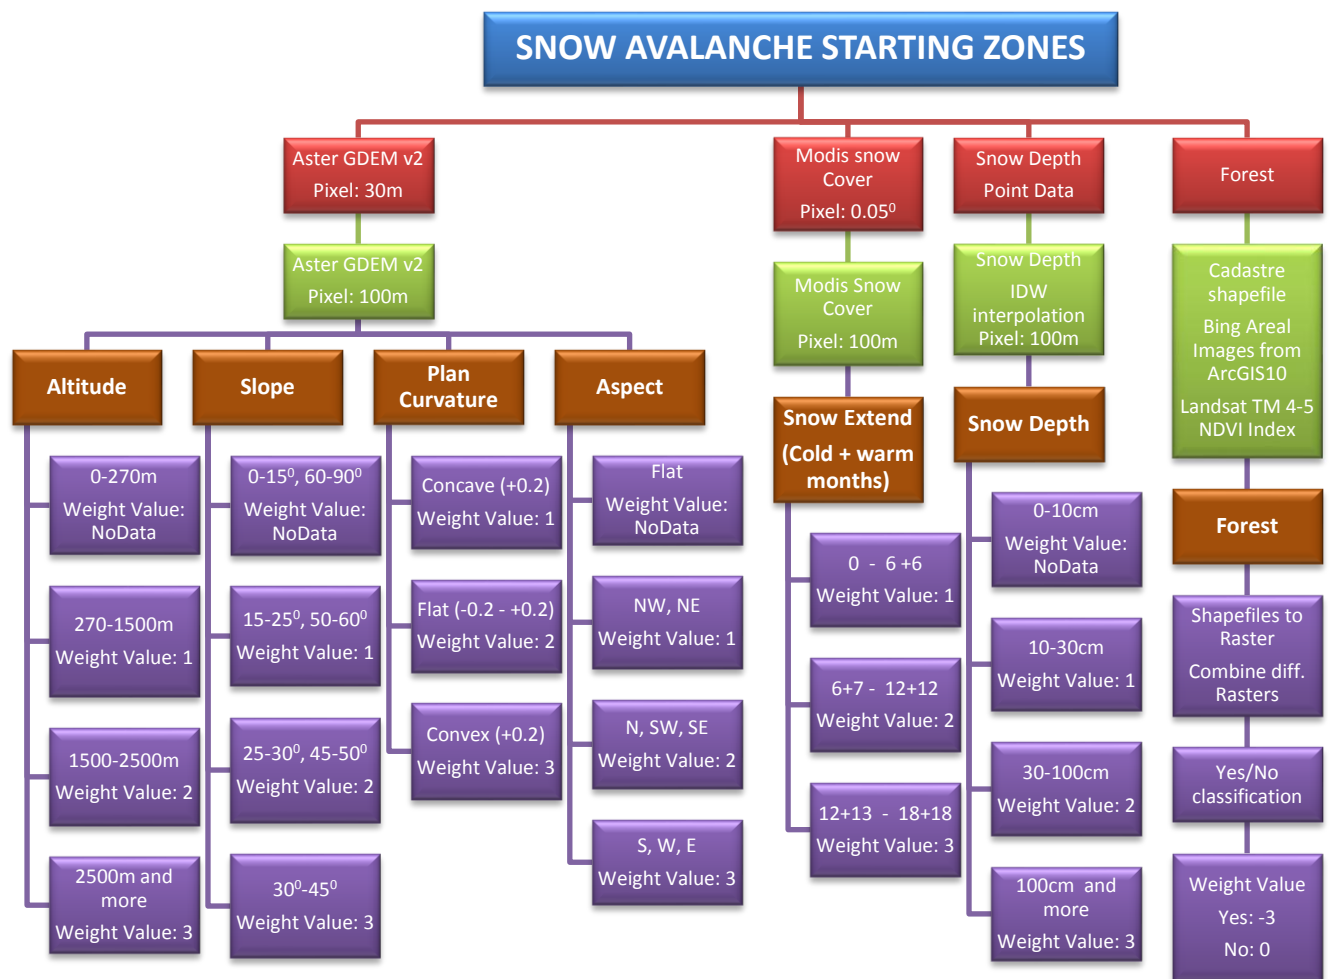 SNOW AVALANCHE STARTING ZONES
Aster GDEM v2
Pixel: 30m
Modis snow
Cover
Pixel: 0.05⁰
Snow Depth
Point Data
Forest
Aster GDEM v2
Pixel: 100m
Modis Snow
Cover
Pixel: 100m
Snow Depth
IDW
interpolation
Pixel: 100m
Cadastre
shapefile
Bing Areal
Images from
ArcGIS10
Landsat TM 4-5
NDVI Index
Altitude
0-270m
Weight Value:
NoData
270-1500m
Weight Value: 1
1500-2500m
Weight Value: 2
2500m and
more
Weight Value: 3
Slope
0-15⁰, 60-90⁰
Weight Value:
NoData
15-25⁰, 50-60⁰
Weight Value: 1
25-30⁰, 45-50⁰
Weight Value: 2
30⁰-45⁰
Weight Value: 3
Plan
Curvature
Concave (+0.2)
Weight Value: 1
Flat (-0.2 - +0.2)
Weight Value: 2
Convex (+0.2)
Weight Value: 3
Aspect
Flat
Weight Value:
NoData
NW, NE
Weight Value: 1
N, SW, SE
Weight Value: 2
S, W, E
Weight Value: 3
Snow Extend
(Cold + warm
months)
0 - 6 +6
Weight Value: 1
6+7 - 12+12
Weight Value: 2
12+13 - 18+18
Weight Value: 3
Snow Depth
0-10cm
Weight Value:
NoData
10-30cm
Weight Value: 1
30-100cm
Weight Value: 2
100cm and
more
Weight Value: 3
Forest
Shapefiles to
Raster
Combine diff.
Rasters
Yes/No
classification
Weight Value
Yes: -3
No: 0